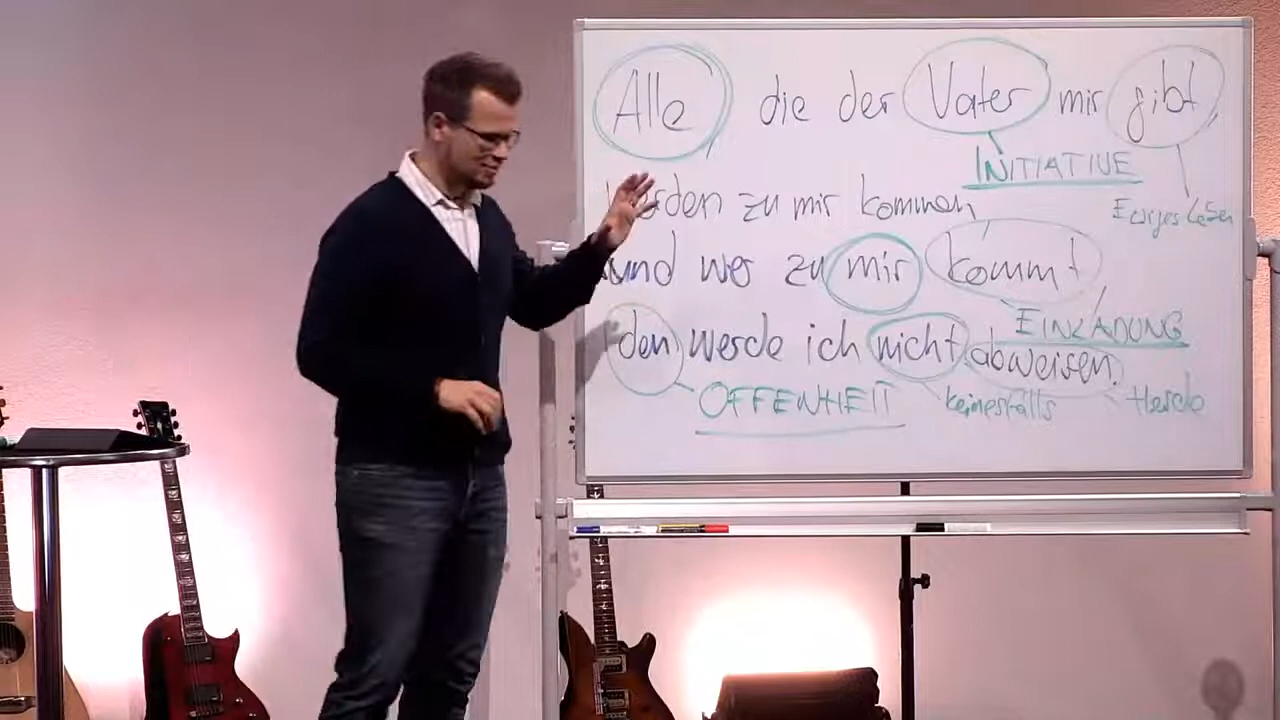 Alle die der Vater mir gibt,
INITIATIVE
werden zu mir kommen,
Ewiges Leben
und wer zu mir kommt
EINLADUNG
den werde ich nicht abweisen.
OFFENHEIT keinesfalls Herde